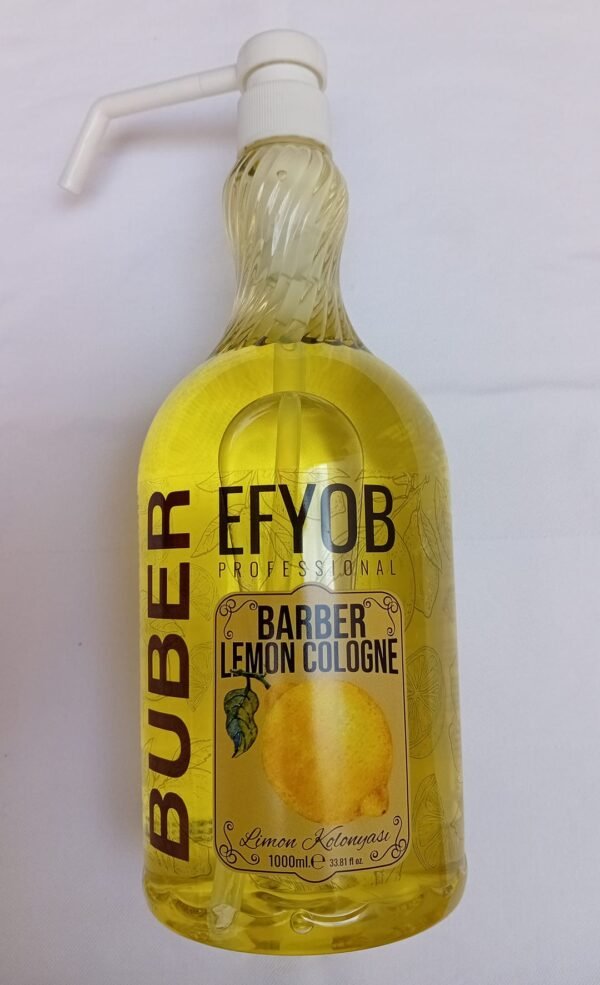 BUBER
EFYOB
PROFESSIONAL
BARBER
LEMON COLOGNE
Limon Kolonyası
1000ml.℮ 33.81 fl oz.